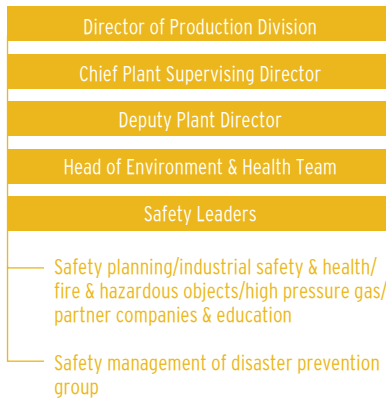 Director of Production Division
Chief Plant Supervising Director
Deputy Plant Director
Head of Environment & Health Team
Safety Leaders
Safety planning/industrial safety & health/
fire & hazardous objects/high pressure gas/
partner companies & education
Safety management of disaster prevention
group